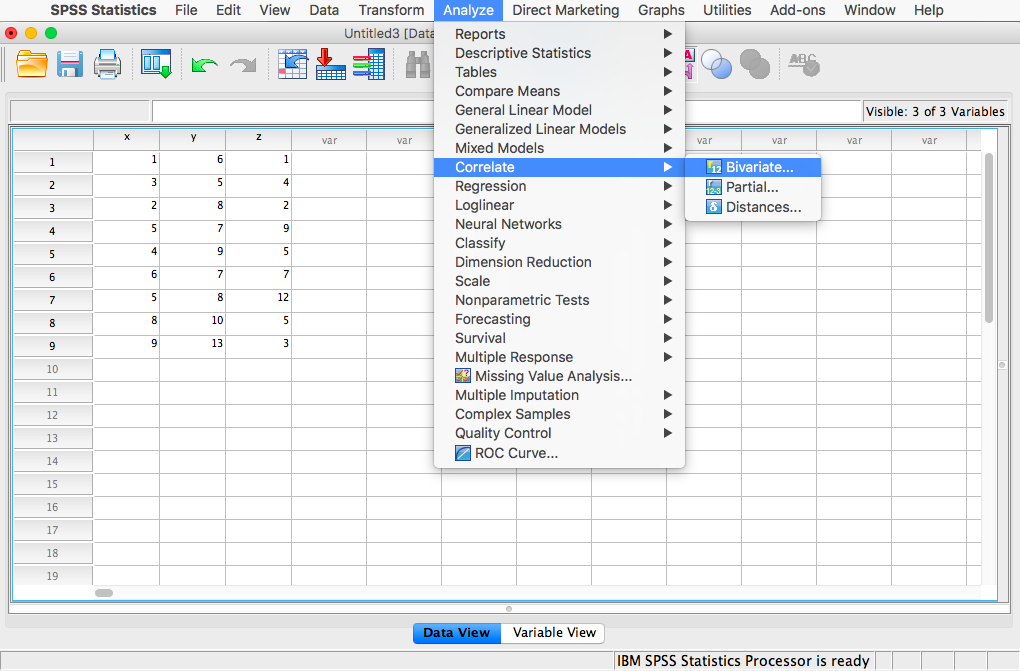 SPSS Statistics File Edit View Data Transform Analyze Direct Marketing Graphs Utilities Add-ons Window Help
Untitled3 [Data
Reports
Descriptive Statistics
Tables
Compare Means
General Linear Model
Generalized Linear Models
Mixed Models
Correlate
Regression
Loglinear
Neural Networks
Classify
Dimension Reduction
Scale
Nonparametric Tests
Forecasting
Survival
Multiple Response
Missing Value Analysis...
Multiple Imputation
Complex Samples
Quality Control
ROC Curve...
Bivariate...
Partial...
Distances...
ABC
Visible: 3 of 3 Variables
x y z var var var var var var
1 1 6 1
2 3 5 4
3 2 8 2
4 5 7 9
5 4 9 5
6 6 7 7
7 5 8 12
8 8 10 5
9 9 13 3
10
11
12
13
14
15
16
17
18
19
Data View Variable View
IBM SPSS Statistics Processor is ready